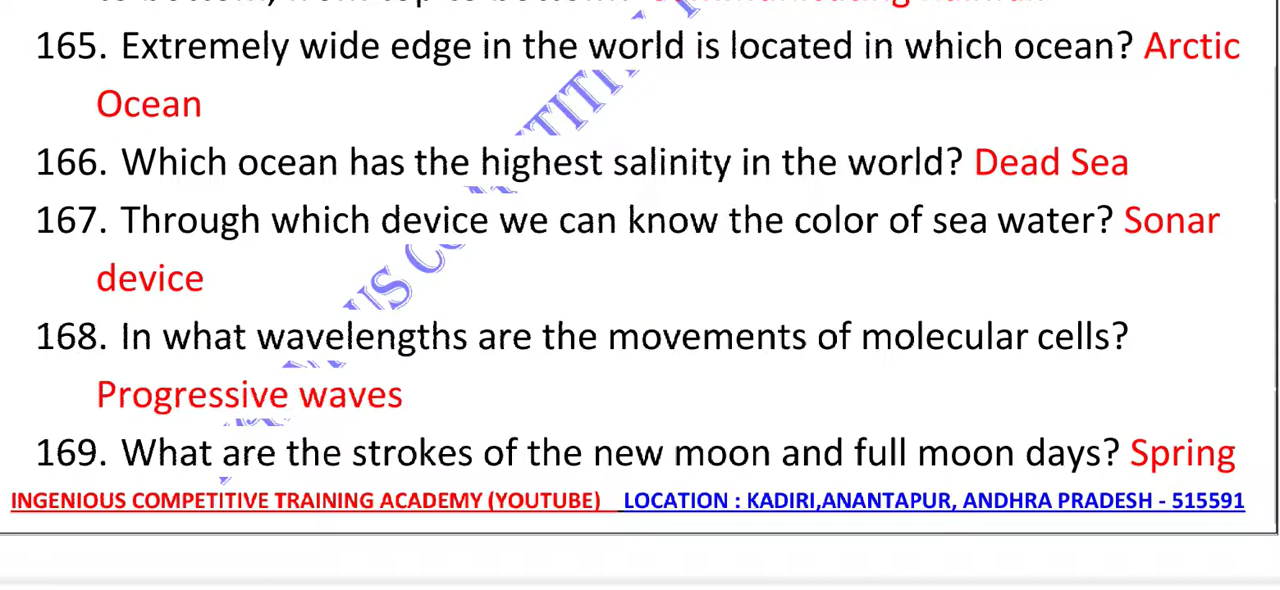 165. Extremely wide edge in the world is located in which ocean? Arctic
Ocean
166. Which ocean has the highest salinity in the world? Dead Sea
167. Through which device we can know the color of sea water? Sonar
device
168. In what wavelengths are the movements of molecular cells?
Progressive waves
169. What are the strokes of the new moon and full moon days? Spring
INGENIOUS COMPETITIVE TRAINING ACADEMY (YOUTUBE) LOCATION : KADIRI,ANANTAPUR, ANDHRA PRADESH - 515591